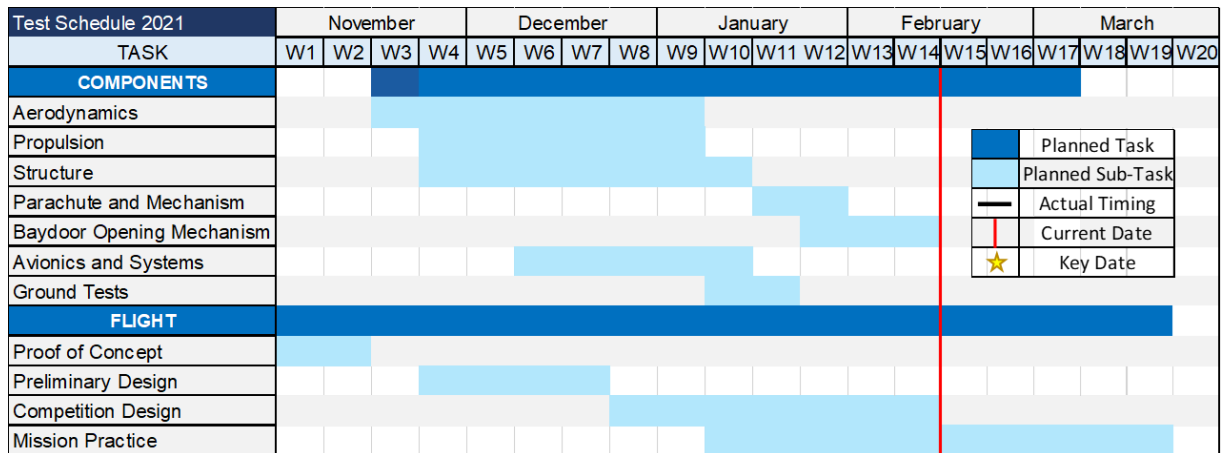 Test Schedule 2021 November December January February March
TASK W1 W2 W3 W4 W5 W6 W7 W8 W9 W10 W11 W12 W13 W14 W15 W16 W17 W18 W19 W20
COMPONENTS
Aerodynamics
Propulsion
Structure
Parachute and Mechanism
Baydoor Opening Mechanism
Avionics and Systems
Ground Tests
FLIGHT
Proof of Concept
Preliminary Design
Competition Design
Mission Practice
Planned Task
Planned Sub-Task
Actual Timing
Current Date
Key Date